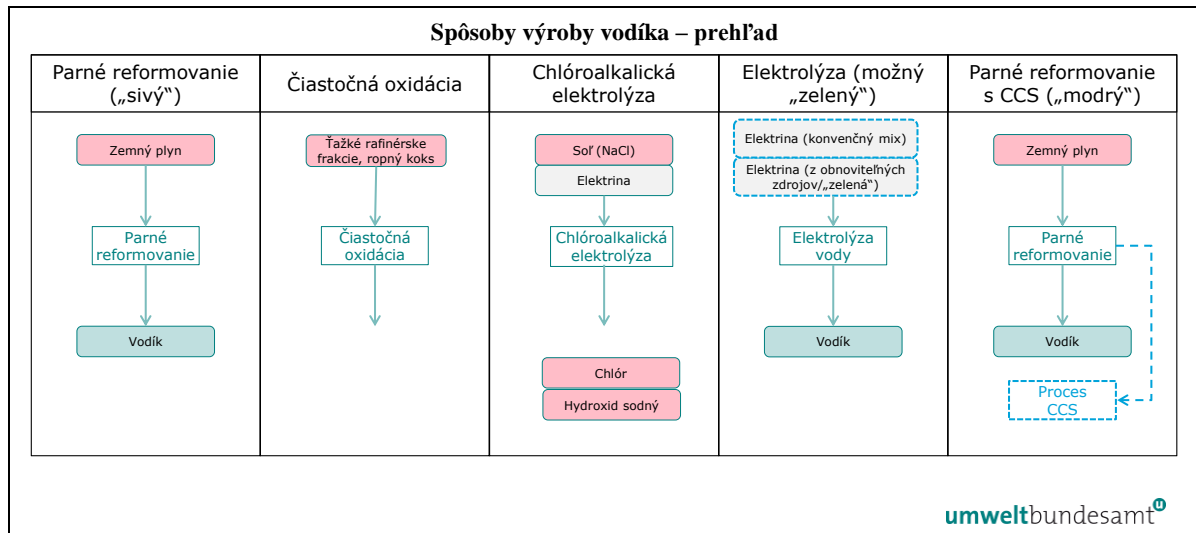 Spôsoby výroby vodíka – prehľad
Parné reformovanie
(„sivý“)
Čiastočná oxidácia
Chlóroalkalická
elektrolýza
Elektrolýza (možný
„zelený“)
Parné reformovanie
s CCS („modrý“)
Zemný plyn
Parné
reformovanie
Vodík
Ťažké rafinérske
frakcie, ropný koks
Čiastočná
oxidácia
Soľ (NaCl)
Elektrina
Chlóroalkalická
elektrolýza
Chlór
Hydroxid sodný
Elektrina (konvenčný mix)
Elektrina (z obnoviteľných
zdrojov/„zelená“)
Elektrolýza
vody
Vodík
Zemný plyn
Parné
reformovanie
Vodík
Proces
CCS
umweltbundesamt u